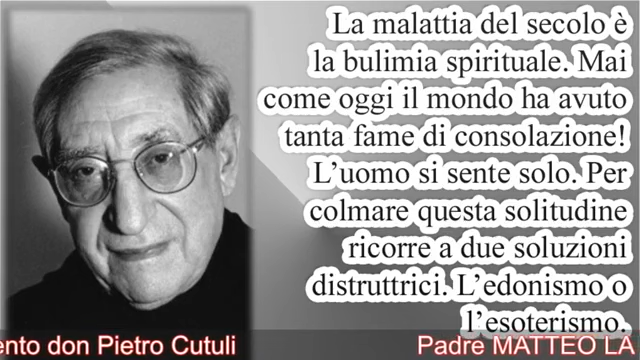 La malattia del secolo è
la bulimia spirituale. Mai
come oggi il mondo ha avuto
tanta fame di consolazione!
L’uomo si sente solo. Per
colmare questa solitudine
ricorre a due soluzioni
distruttrici. L’edonismo o
l’esoterismo.
ento don Pietro Cutuli
Padre MATTEO LA